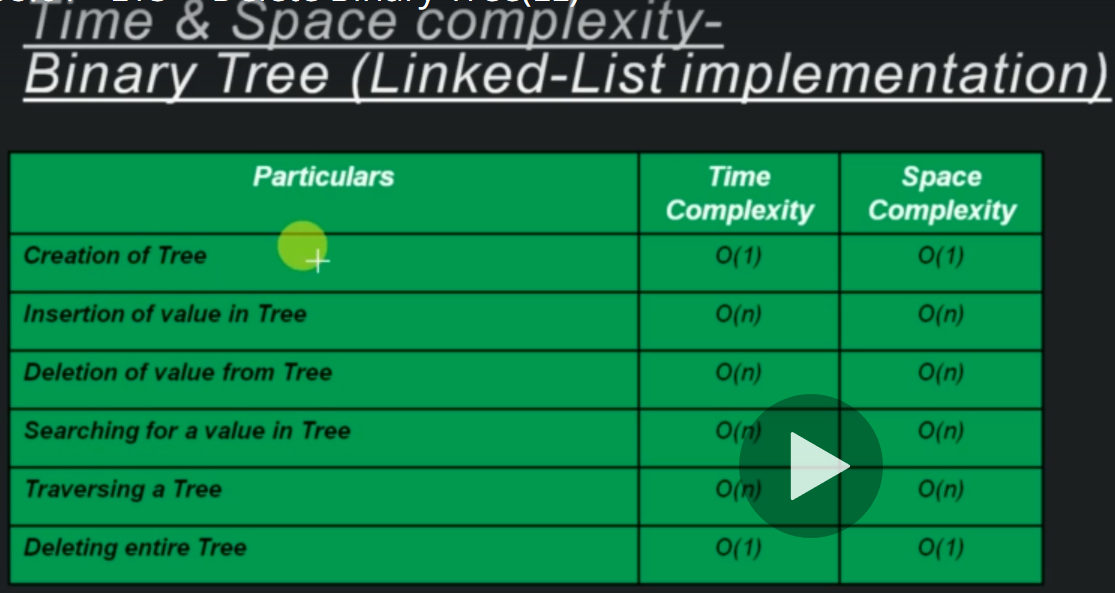 Time & Space complexity-
Binary Tree (Linked-List implementation)
Particulars Time Complexity Space Complexity
Creation of Tree O(1) O(1)
Insertion of value in Tree O(n) O(n)
Deletion of value from Tree O(n) O(n)
Searching for a value in Tree O(n) O(n)
Traversing a Tree O(n) O(n)
Deleting entire Tree O(1) O(1)